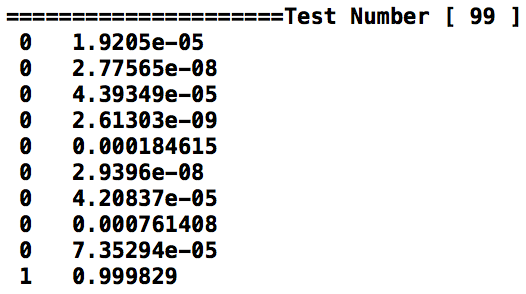 =====================Test Number [ 99 ]
0 1.9205e-05
0 2.77565e-08
0 4.39349e-05
0 2.61303e-09
0 0.000184615
0 2.9396e-08
0 4.20837e-05
0 0.000761408
0 7.35294e-05
1 0.999829